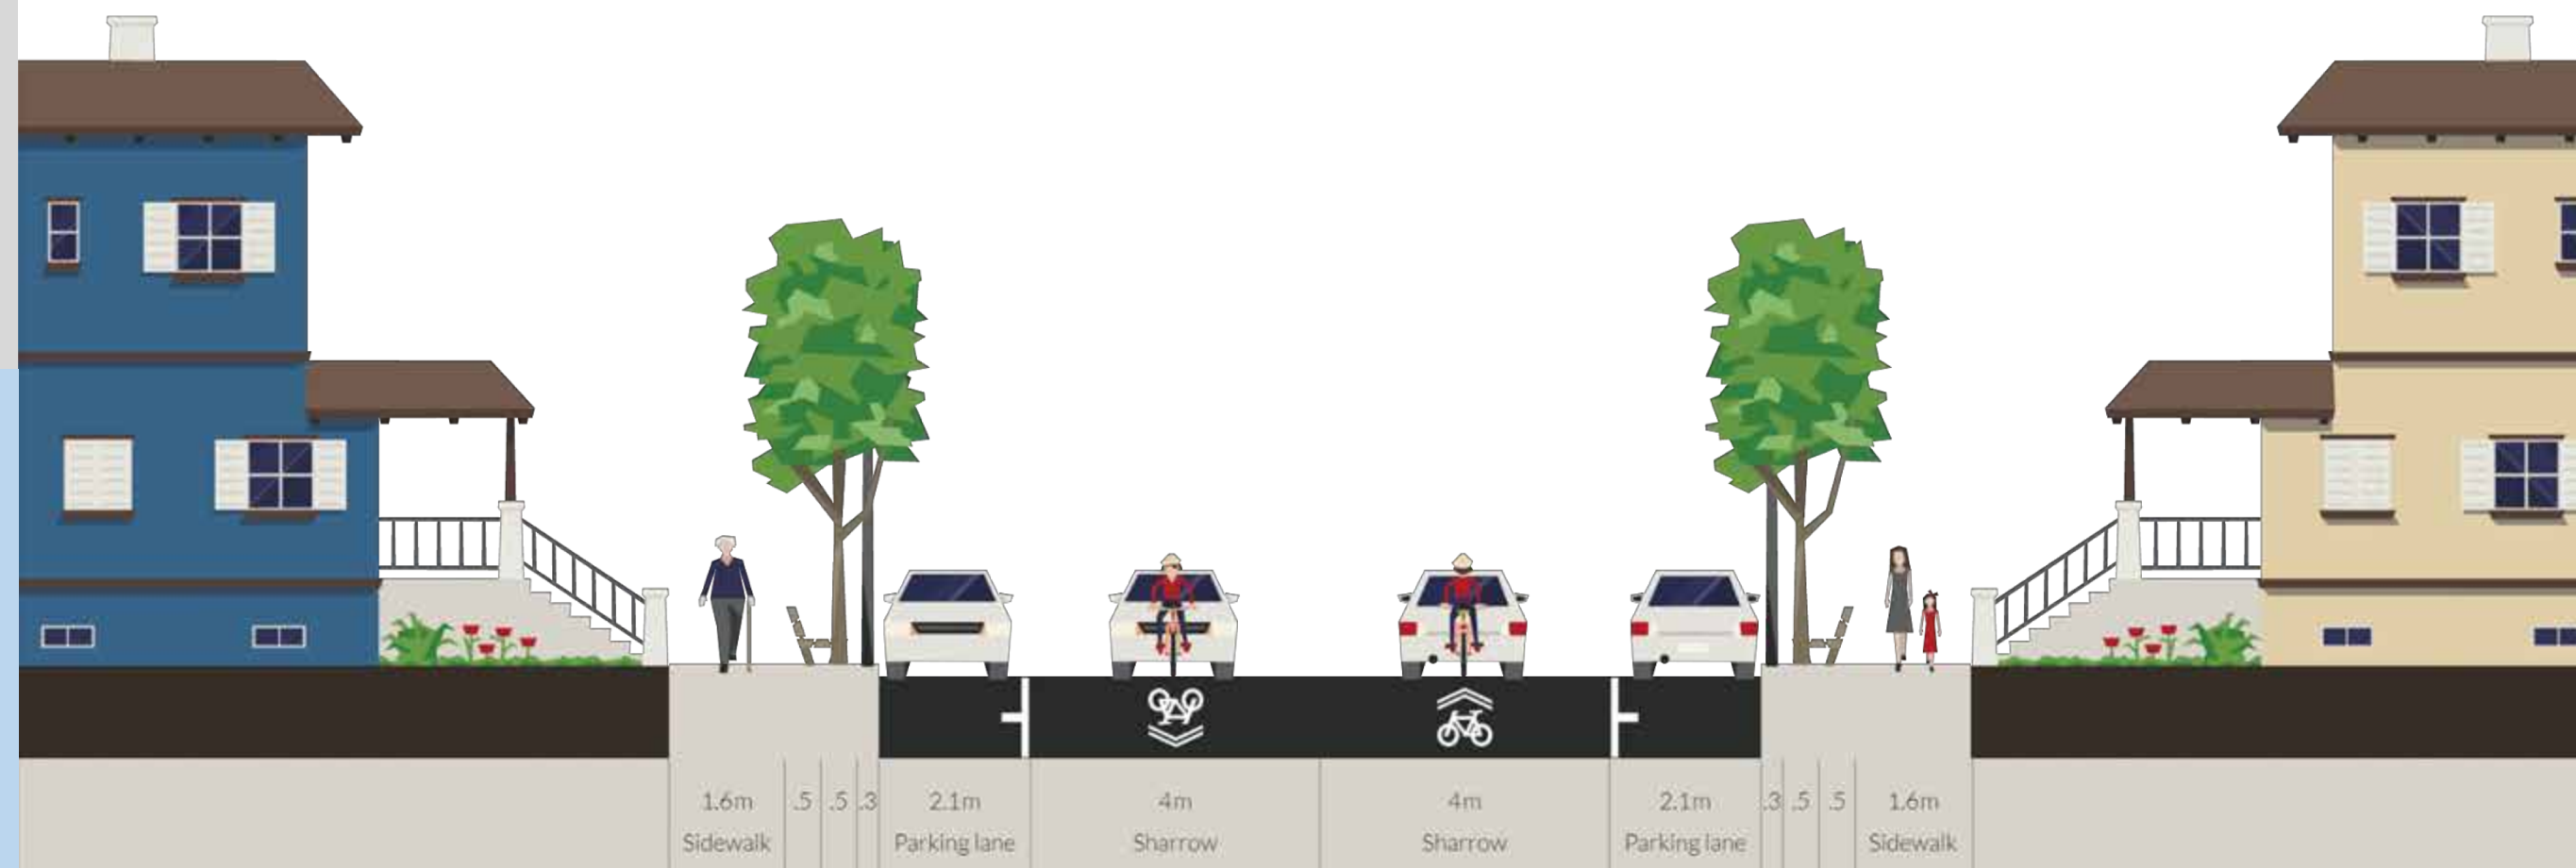 1.6m .5 .5 .3 2.1m 4m 4m 2.1m .3 .5 .5 1.6m
Sidewalk Parking lane Sharrow Sharrow Parking lane Sidewalk